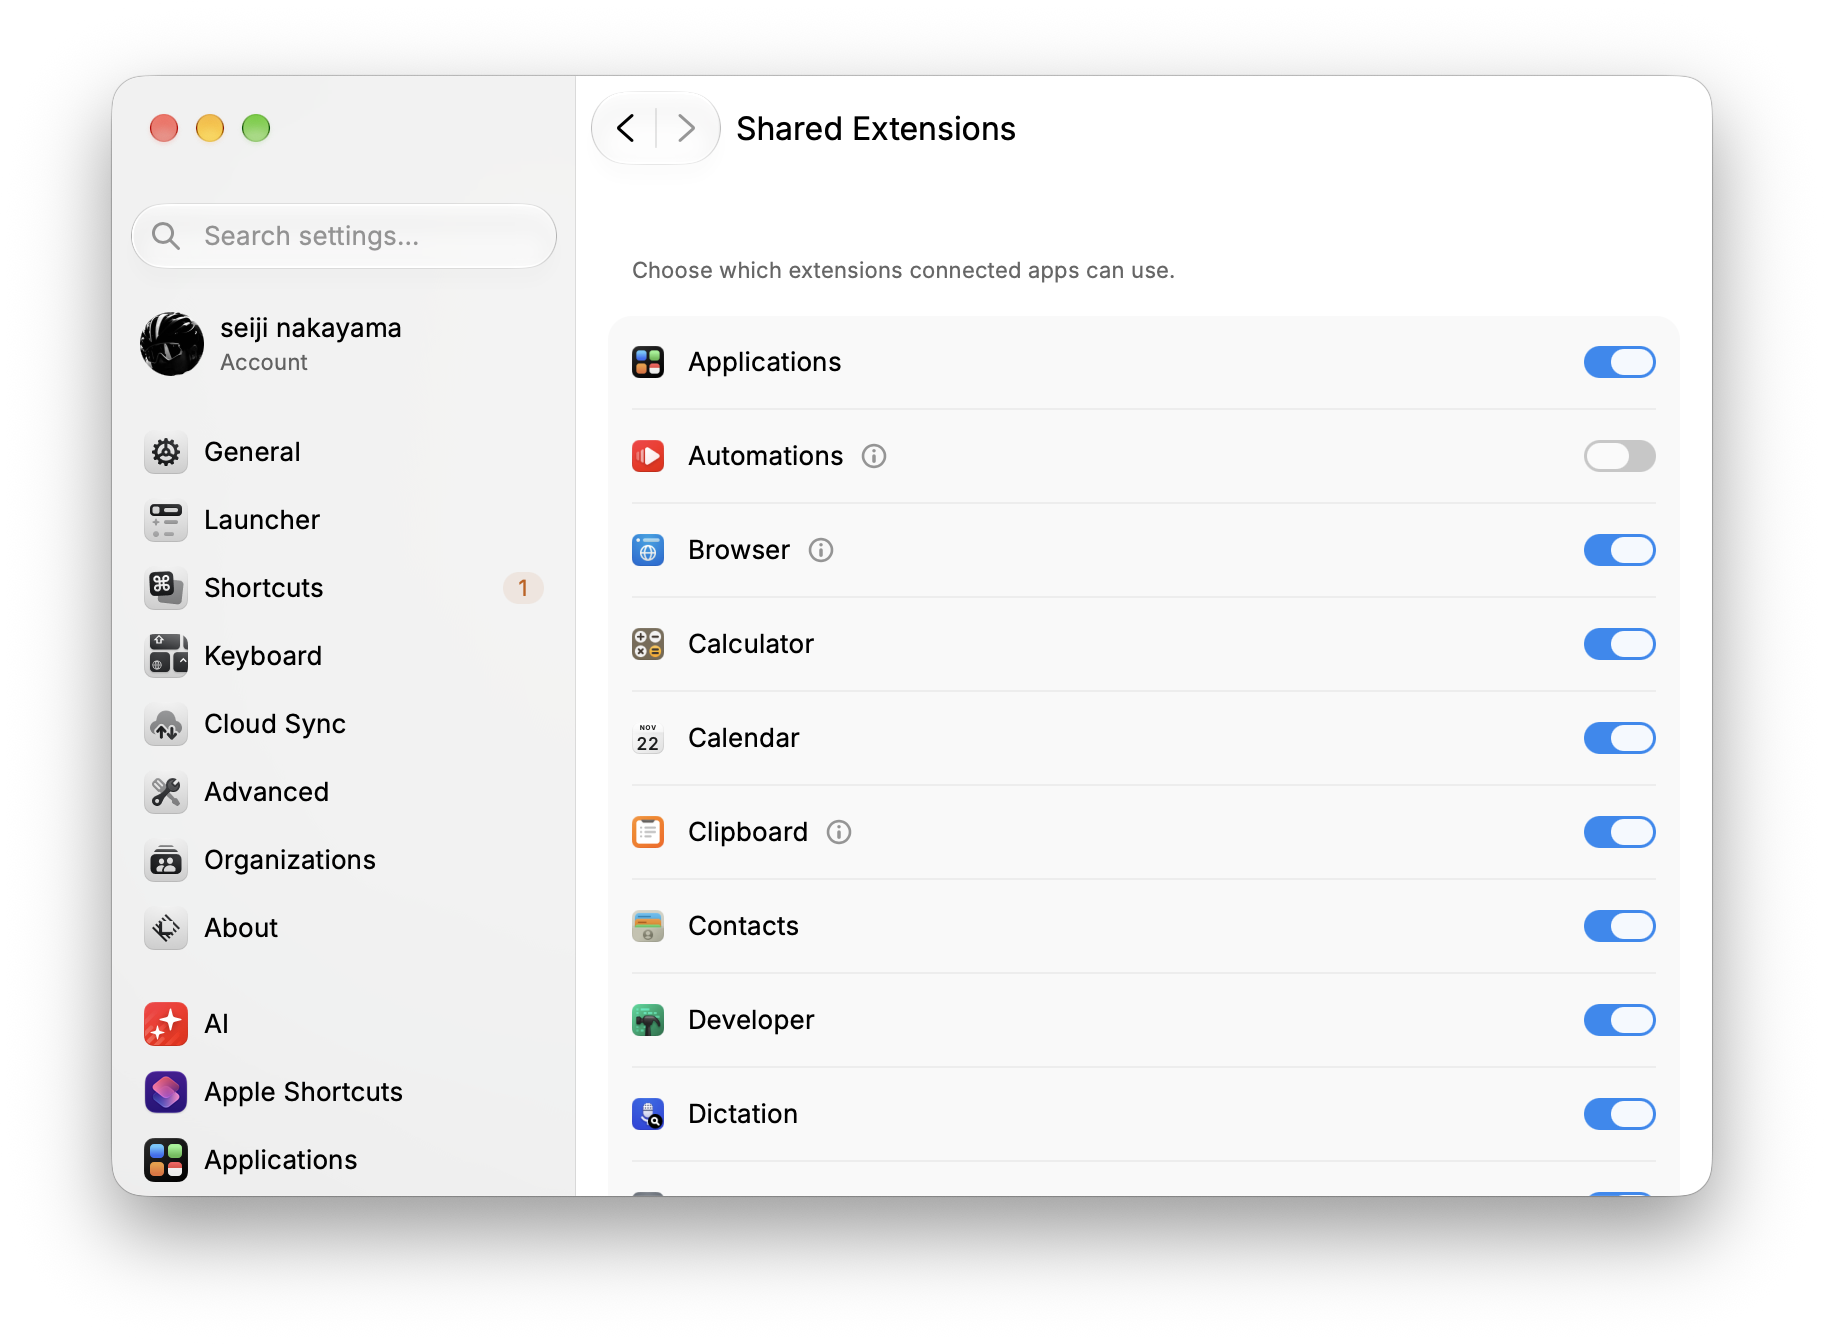 Shared Extensions
Search settings...
seiji nakayama
Account
General
Launcher
Shortcuts
1
Keyboard
Cloud Sync
Advanced
Organizations
About
AI
Apple Shortcuts
Applications
Choose which extensions connected apps can use.
Applications
Automations
Browser
Calculator
NOV
22
Calendar
Clipboard
Contacts
Developer
Dictation